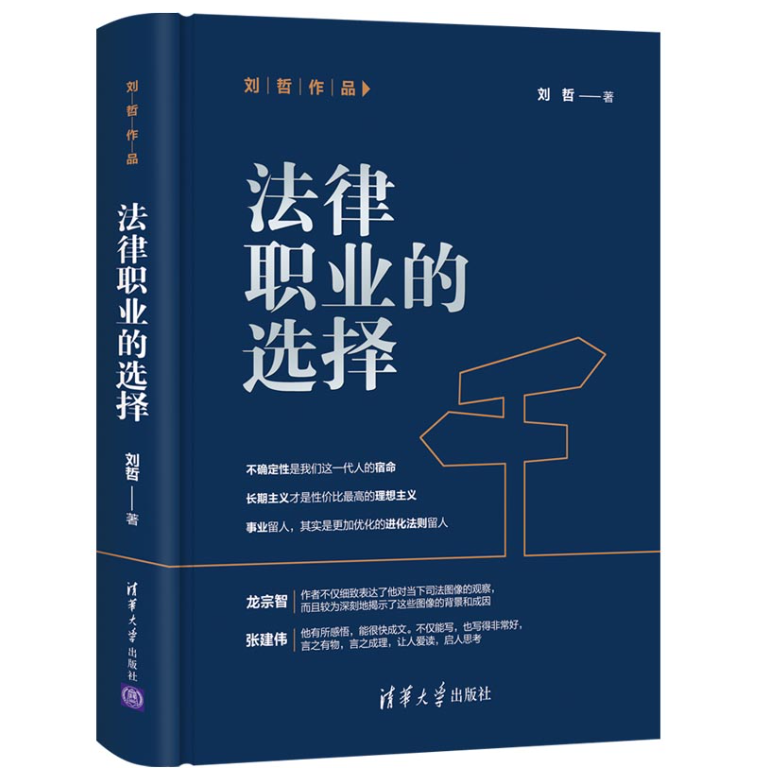 刘哲作品
法律职业的选择
刘哲——著
清华大学出版社
刘|哲|作|品
刘 哲——著
法律
职业的
选择
不确定性是我们这一代人的宿命
长期主义才是性价比最高的理想主义
事业留人，其实是更加优化的进化法则留人
龙宗智
作者不仅细致表达了他对当下司法图像的观察，
而且较为深刻地揭示了这些图像的背景和成因
张建伟
他有所感悟，能很快成文。不仅能写，也写得非常好，
言之有物，言之成理，让人爱读，启人思考
清华大学出版社